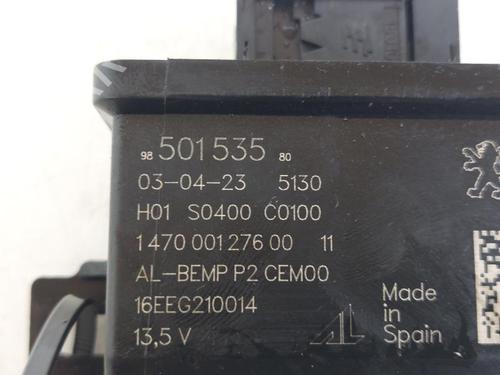 98 501535 80
03-04-23 5130
H01 S0400 C0100
1470 001 276 00 11
AL-BEMP P2 CEM00
16EEG210014
13,5 V
AL
Made in
Spain